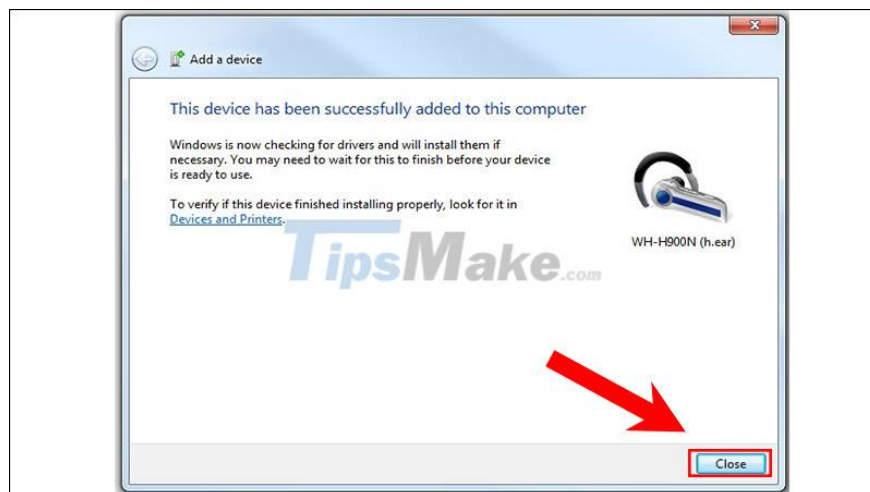 Add a device
This device has been successfully added to this computer
Windows is now checking for drivers and will install them if
necessary. You may need to wait for this to finish before your device
is ready to use.
To verify if this device finished installing properly, look for it in
Devices and Printers.
WH-H900N (h.ear)
TipsMake.com
Close